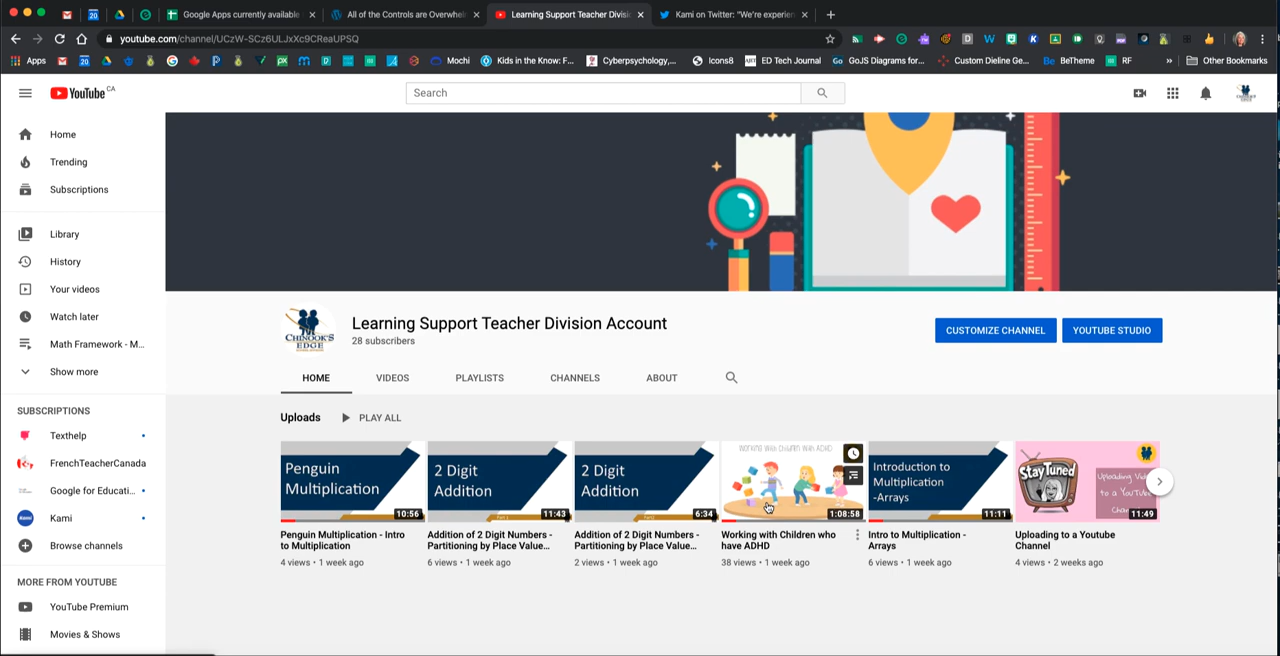 Google Apps currently available
All of the Controls are Overwhel
Learning Support Teacher Divisio
Kami on Twitter: "We're experien
youtube.com/channel/UCzW-SCz6ULJxXc9CReaUPSQ
Apps
Mochi
Kids in the Know: F...
Cyberpsychology,...
Icons8
ED Tech Journal
GoJS Diagrams for...
Custom Dieline Ge...
BeTheme
RF
Other Bookmarks
YouTube CA
Search
Home
Trending
Subscriptions
Library
History
Your videos
Watch later
Math Framework - M...
Show more
SUBSCRIPTIONS
Texthelp
FrenchTeacherCanada
Google for Educati...
Kami
Browse channels
MORE FROM YOUTUBE
YouTube Premium
Movies & Shows
CHINOOK'S
EDGE
Learning Support Teacher Division Account
28 subscribers
CUSTOMIZE CHANNEL
YOUTUBE STUDIO
HOME
VIDEOS
PLAYLISTS
CHANNELS
ABOUT
Uploads
PLAY ALL
Penguin
Multiplication
10:56
Penguin Multiplication - Intro
to Multiplication
4 views • 1 week ago
2 Digit
Addition
11:43
Addition of 2 Digit Numbers -
Partitioning by Place Value...
6 views • 1 week ago
2 Digit
Addition
6:34
Addition of 2 Digit Numbers -
Partitioning by Place Value...
2 views • 1 week ago
Working With Children With ADHD
1:08:58
Working with Children who
have ADHD
38 views • 1 week ago
Introduction to
Multiplication
-Arrays
11:11
Intro to Multiplication -
Arrays
6 views • 1 week ago
StayTuned
Uploading
to a YouTube
11:49
Uploading to a Youtube
Channel
4 views • 2 weeks ago